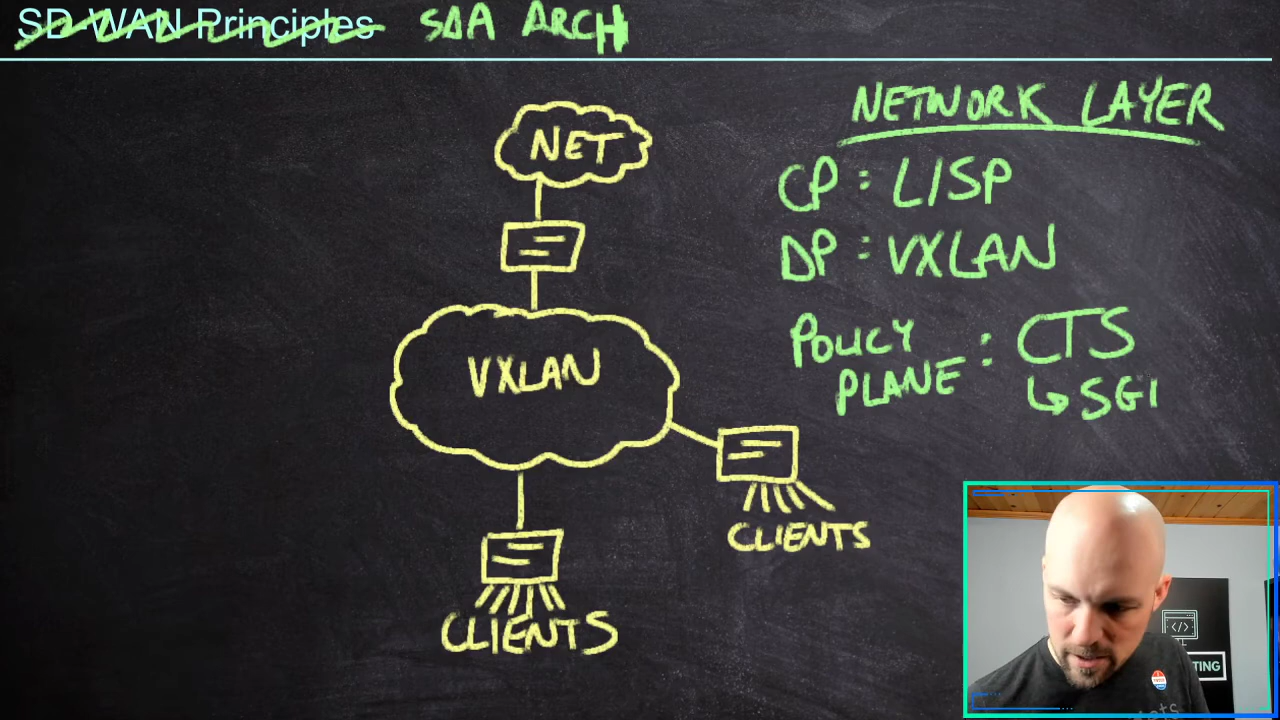 SD-WAN Principles SDA ARCH
NETWORK LAYER
NET
CP : LISP
DP : VXLAN
POLICY PLANE : CTS
↳ SGI
VXLAN
CLIENTS
CLIENTS